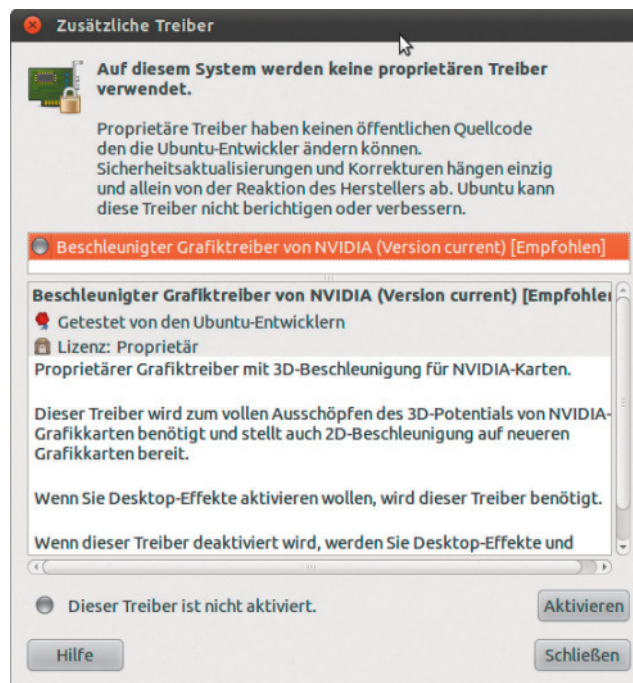 Zusätzliche Treiber
Auf diesem System werden keine proprietären Treiber
verwendet.
Proprietäre Treiber haben keinen öffentlichen Quellcode
den die Ubuntu-Entwickler ändern können.
Sicherheitsaktualisierungen und Korrekturen hängen einzig
und allein von der Reaktion des Herstellers ab. Ubuntu kann
diese Treiber nicht berichtigen oder verbessern.
Beschleunigter Grafiktreiber von NVIDIA (Version current) [Empfohlen]
Beschleunigter Grafiktreiber von NVIDIA (Version current) [Empfohlen
Getestet von den Ubuntu-Entwicklern
Lizenz: Proprietär
Proprietärer Grafiktreiber mit 3D-Beschleunigung für NVIDIA-Karten.
Dieser Treiber wird zum vollen Ausschöpfen des 3D-Potentials von NVIDIA-
Grafikkarten benötigt und stellt auch 2D-Beschleunigung auf neueren
Grafikkarten bereit.
Wenn Sie Desktop-Effekte aktivieren wollen, wird dieser Treiber benötigt.
Wenn dieser Treiber deaktiviert wird, werden Sie Desktop-Effekte und
Dieser Treiber ist nicht aktiviert.
Aktivieren
Hilfe
Schließen